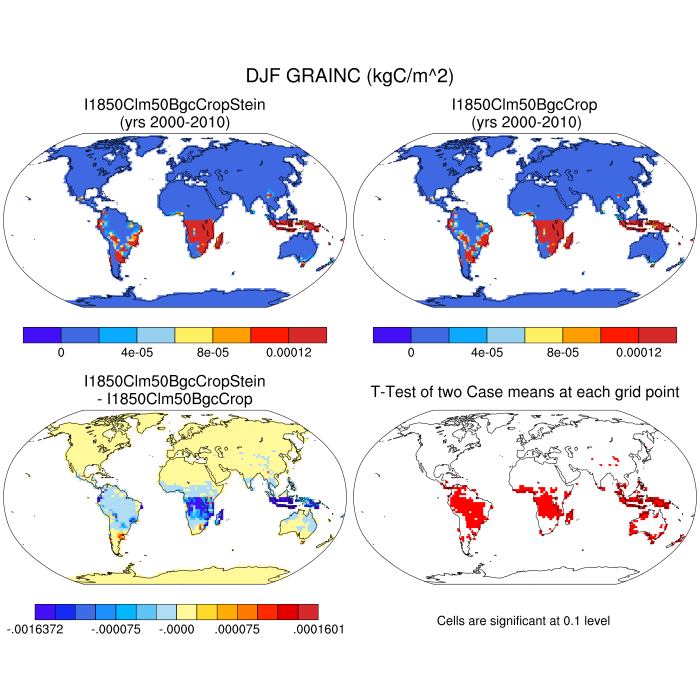 DJF GRAINC (kgC/m^2)
I1850Clm50BgcCropStein
(yrs 2000-2010)
I1850Clm50BgcCrop
(yrs 2000-2010)
0 4e-05 8e-05 0.00012
0 4e-05 8e-05 0.00012
I1850Clm50BgcCropStein
- I1850Clm50BgcCrop
T-Test of two Case means at each grid point
-.0016372 -.000075 -.0000 .000075 .0001601
Cells are significant at 0.1 level